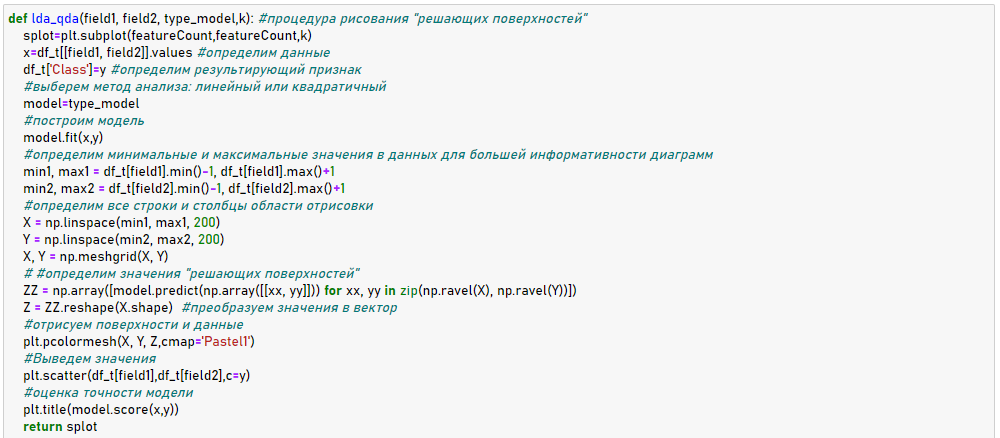 def lda_qda(field1, field2, type_model,k): #процедура рисования "решающих поверхностей"
splot=plt.subplot(featureCount,featureCount,k)
x=df_t[[field1, field2]].values #определим данные
df_t['Class']=y #определим результирующий признак
#выберем метод анализа: линейный или квадратичный
model=type_model
#построим модель
model.fit(x,y)
#определим минимальные и максимальные значения в данных для большей информативности диаграмм
min1, max1 = df_t[field1].min()-1, df_t[field1].max()+1
min2, max2 = df_t[field2].min()-1, df_t[field2].max()+1
#определим все строки и столбцы области отрисовки
X = np.linspace(min1, max1, 200)
Y = np.linspace(min2, max2, 200)
X, Y = np.meshgrid(X, Y)
# #определим значения "решающих поверхностей"
ZZ = np.array([model.predict(np.array([[xx, yy]])) for xx, yy in zip(np.ravel(X), np.ravel(Y))])
Z = ZZ.reshape(X.shape) #преобразуем значения в вектор
#отрисуем поверхности и данные
plt.pcolormesh(X, Y, Z,cmap='Pastel1')
#Выведем значения
plt.scatter(df_t[field1],df_t[field2],c=y)
#оценка точности модели
plt.title(model.score(x,y))
return splot